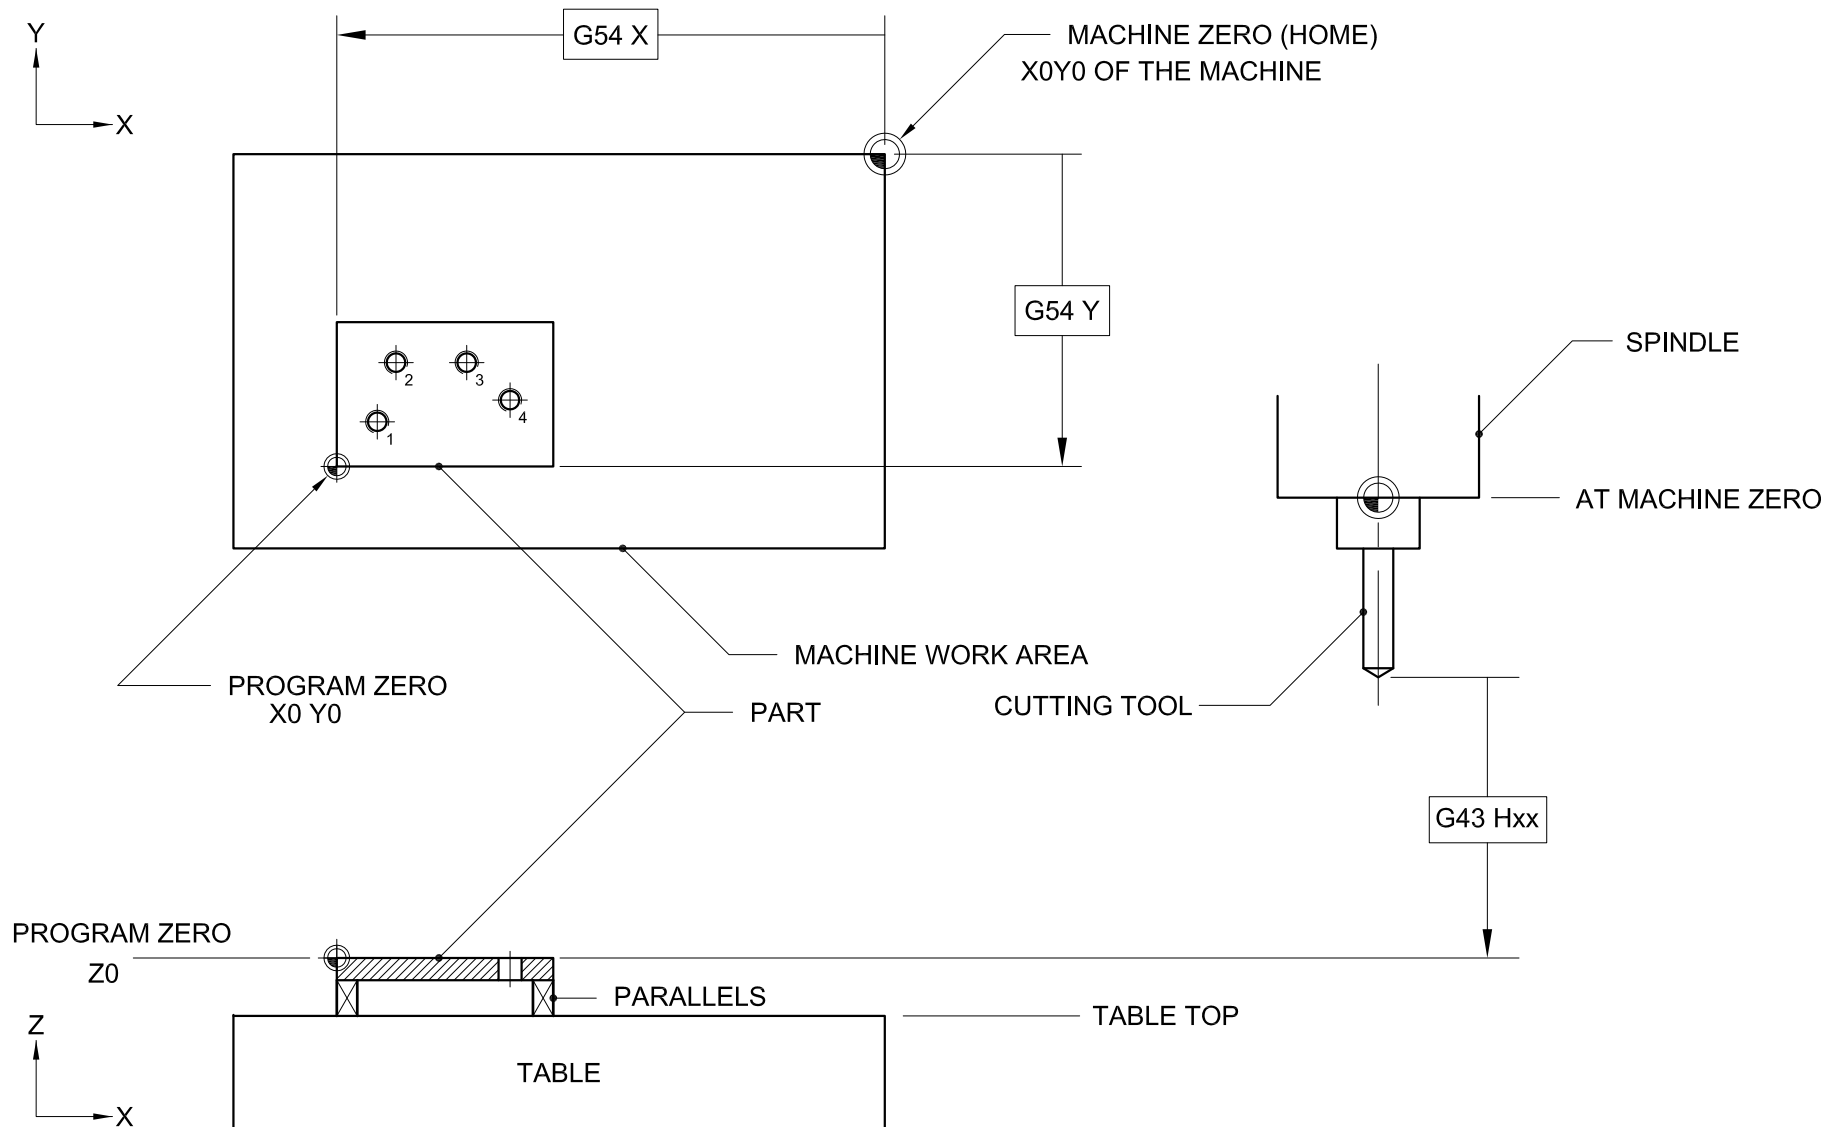 Y
X
G54 X
MACHINE ZERO (HOME)
X0Y0 OF THE MACHINE
G54 Y
2
3
4
1
SPINDLE
AT MACHINE ZERO
MACHINE WORK AREA
PROGRAM ZERO
X0 Y0
PART
CUTTING TOOL
G43 Hxx
PROGRAM ZERO
Z0
PARALLELS
TABLE TOP
Z
X
TABLE